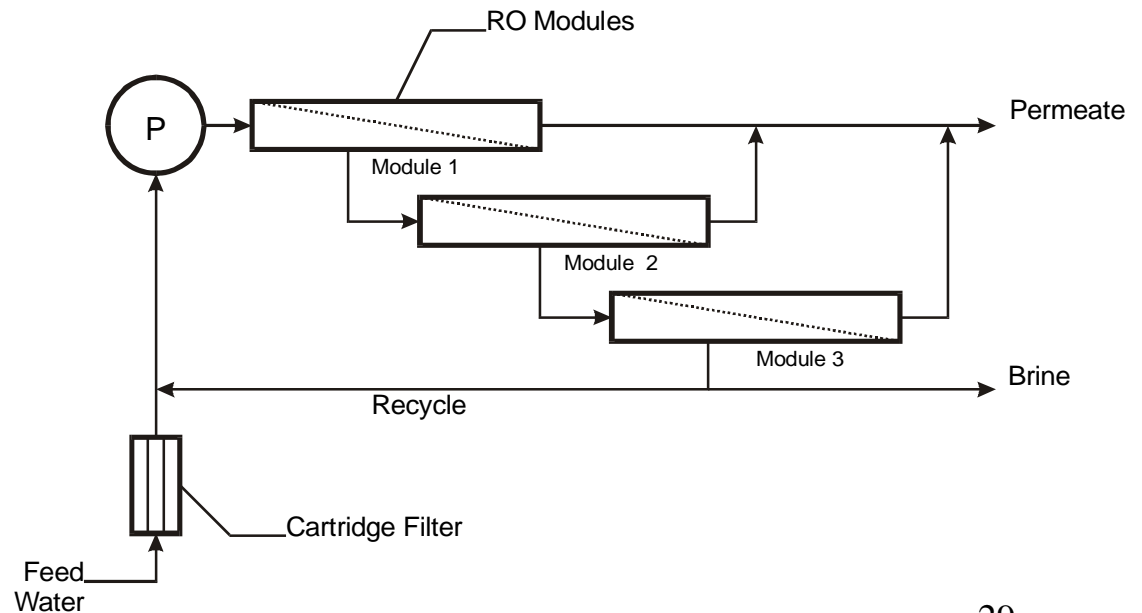 RO Modules
Permeate
P
Module 1
Module 2
Module 3
Brine
Recycle
Cartridge Filter
Feed
Water